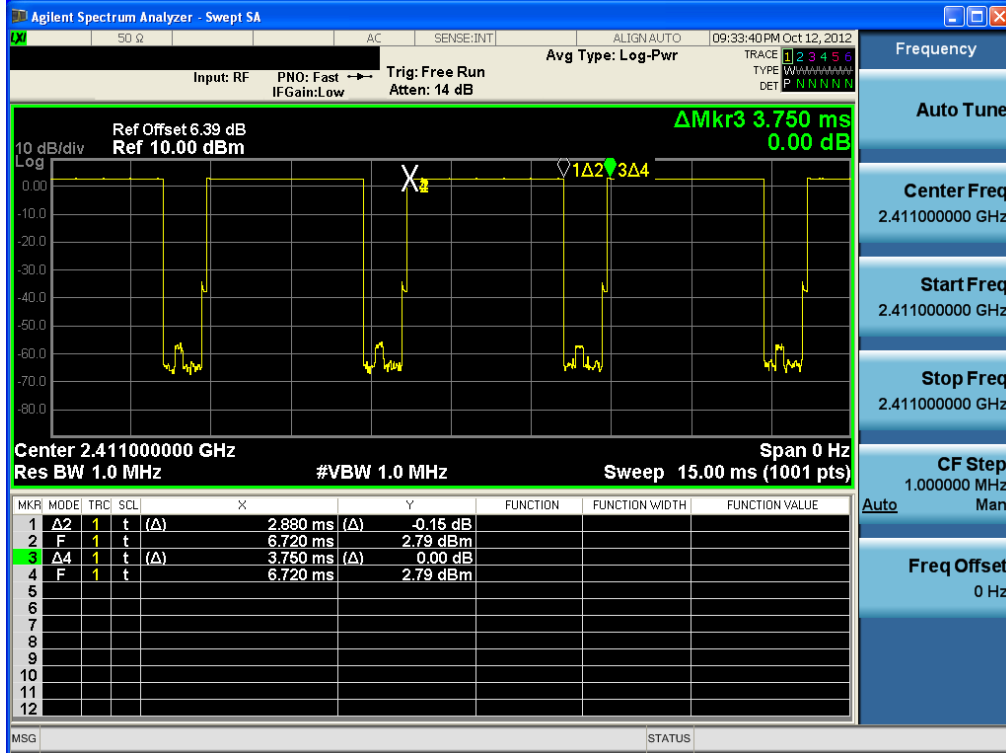 Agilent Spectrum Analyzer - Swept SA
LXI 50 Ω AC SENSE:INT ALIGN AUTO 09:33:40 PM Oct 12, 2012
Frequency
Avg Type: Log-Pwr
TRACE 1 2 3 4 5 6
TYPE
DET P N N N N N
Input: RF PNO: Fast Trig: Free Run
IFGain:Low Atten: 14 dB
Auto Tune
ΔMkr3 3.750 ms
0.00 dB
Ref Offset 6.39 dB
10 dB/div Ref 10.00 dBm
Log
1Δ2 3Δ4
0.00
-10.0
-20.0
-30.0
-40.0
-50.0
-60.0
-70.0
-80.0
Center 2.411000000 GHz Span 0 Hz
Res BW 1.0 MHz #VBW 1.0 MHz Sweep 15.00 ms (1001 pts)
Center Freq
2.411000000 GHz
Start Freq
2.411000000 GHz
Stop Freq
2.411000000 GHz
CF Step
1.000000 MHz
Auto Man
Freq Offset
0 Hz
MKR MODE TRC SCL X Y FUNCTION FUNCTION WIDTH FUNCTION VALUE
1 Δ2 1 t (Δ) 2.880 ms (Δ) -0.15 dB
2 F 1 t 6.720 ms 2.79 dBm
3 Δ4 1 t (Δ) 3.750 ms (Δ) 0.00 dB
4 F 1 t 6.720 ms 2.79 dBm
5
6
7
8
9
10
11
12
MSG STATUS